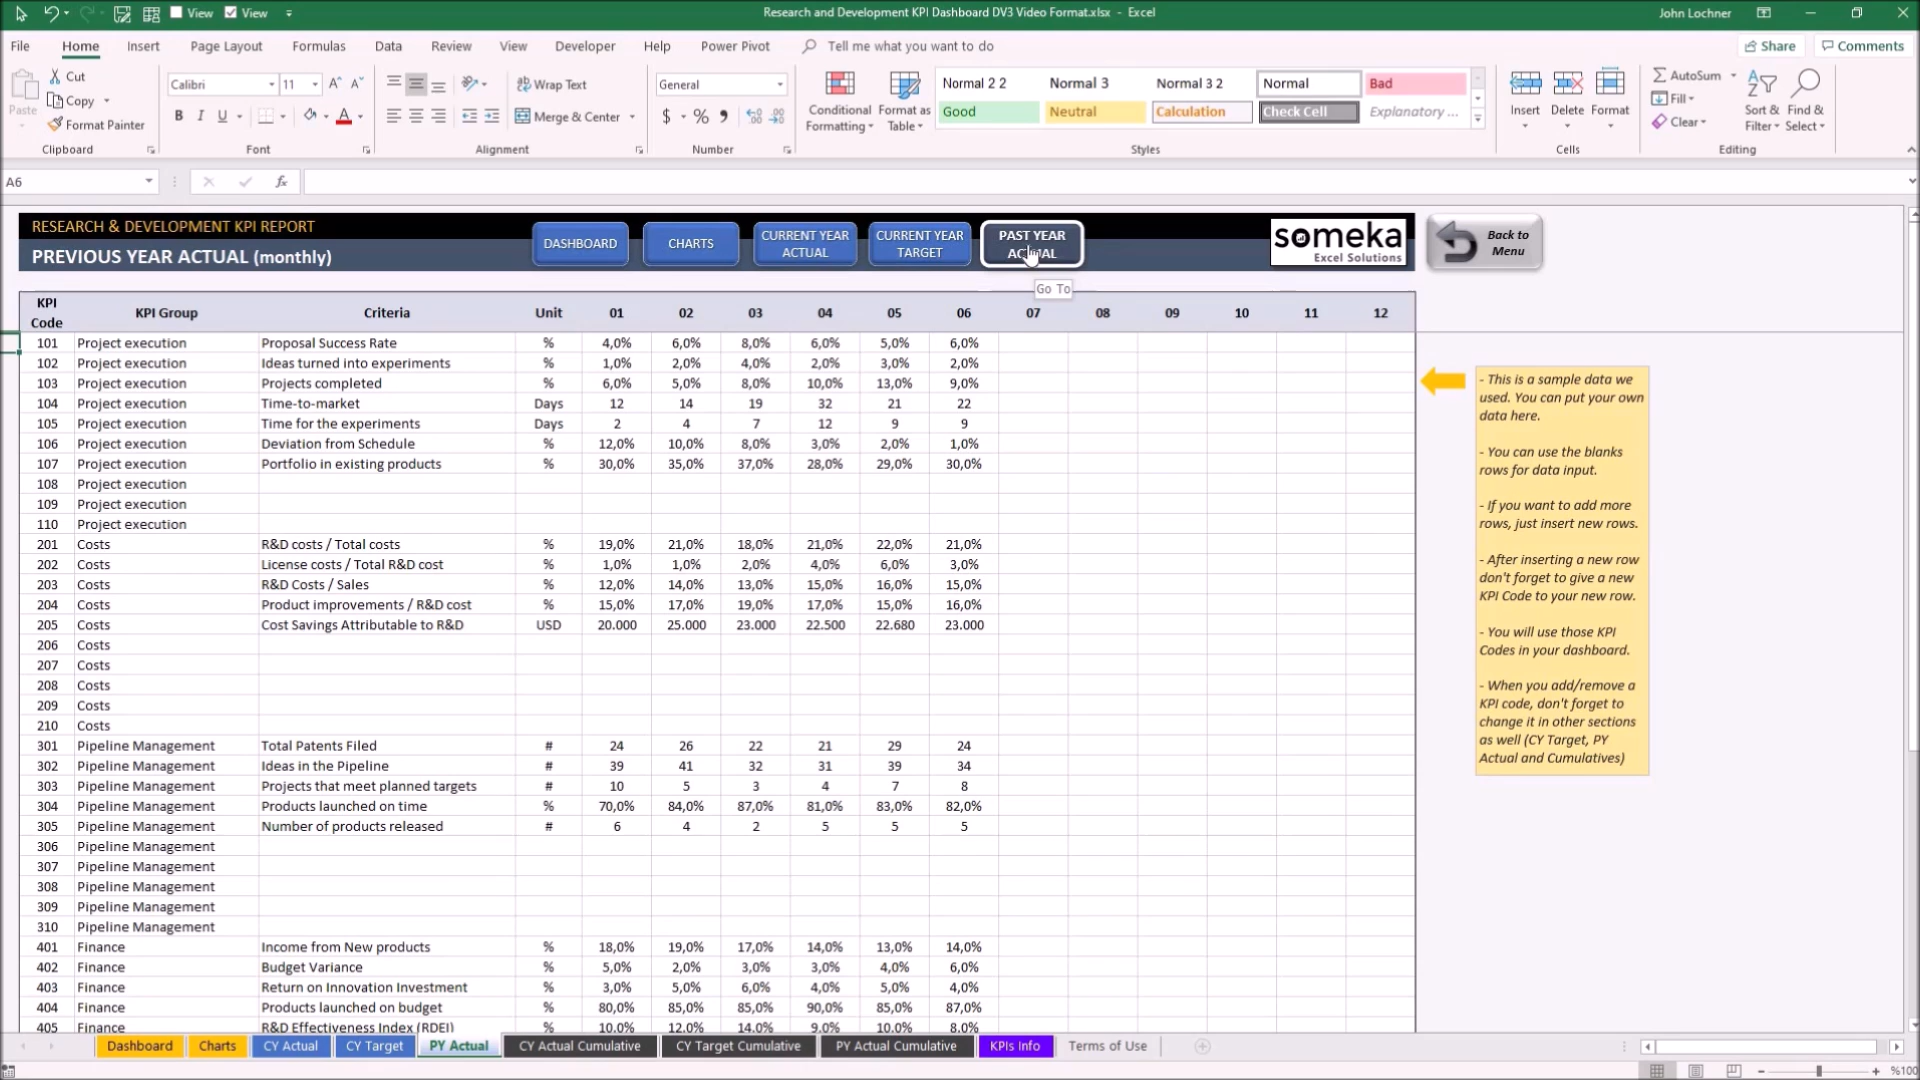 View View Research and Development KPI Dashboard DV3 Video Format.xlsx - Excel John Lochner
File Home Insert Page Layout Formulas Data Review View Developer Help Power Pivot Tell me what you want to do Share Comments
Paste Cut Copy Format Painter Clipboard
Calibri 11 B I U A Font
Wrap Text Merge & Center Alignment
General $ % Number
Conditional Formatting Format as Table
Normal 2 2 Normal 3 Normal 3 2 Normal Bad
Good Neutral Calculation Check Cell Explanatory ...
Styles
Insert Delete Format Cells
AutoSum Fill Clear Sort & Filter Find & Select Editing
A6 fx
RESEARCH & DEVELOPMENT KPI REPORT
PREVIOUS YEAR ACTUAL (monthly)
DASHBOARD CHARTS CURRENT YEAR ACTUAL CURRENT YEAR TARGET PAST YEAR ACTUAL
someka
Excel Solutions
Back to Menu
Go To
KPI Code KPI Group Criteria Unit 01 02 03 04 05 06 07 08 09 10 11 12
101 Project execution Proposal Success Rate % 4,0% 6,0% 8,0% 6,0% 5,0% 6,0%
102 Project execution Ideas turned into experiments % 1,0% 2,0% 4,0% 2,0% 3,0% 2,0%
103 Project execution Projects completed % 6,0% 5,0% 8,0% 10,0% 13,0% 9,0%
104 Project execution Time-to-market Days 12 14 19 32 21 22
105 Project execution Time for the experiments Days 2 4 7 12 9 9
106 Project execution Deviation from Schedule % 12,0% 10,0% 8,0% 3,0% 2,0% 1,0%
107 Project execution Portfolio in existing products % 30,0% 35,0% 37,0% 28,0% 29,0% 30,0%
108 Project execution
109 Project execution
110 Project execution
201 Costs R&D costs / Total costs % 19,0% 21,0% 18,0% 21,0% 22,0% 21,0%
202 Costs License costs / Total R&D cost % 1,0% 1,0% 2,0% 4,0% 6,0% 3,0%
203 Costs R&D Costs / Sales % 12,0% 14,0% 13,0% 15,0% 16,0% 15,0%
204 Costs Product improvements / R&D cost % 15,0% 17,0% 19,0% 17,0% 15,0% 16,0%
205 Costs Cost Savings Attributable to R&D USD 20.000 25.000 23.000 22.500 22.680 23.000
206 Costs
207 Costs
208 Costs
209 Costs
210 Costs
301 Pipeline Management Total Patents Filed # 24 26 22 21 29 24
302 Pipeline Management Ideas in the Pipeline # 39 41 32 31 39 34
303 Pipeline Management Projects that meet planned targets # 10 5 3 4 7 8
304 Pipeline Management Products launched on time % 70,0% 84,0% 87,0% 81,0% 83,0% 82,0%
305 Pipeline Management Number of products released # 6 4 2 5 5 5
306 Pipeline Management
307 Pipeline Management
308 Pipeline Management
309 Pipeline Management
310 Pipeline Management
401 Finance Income from New products % 18,0% 19,0% 17,0% 14,0% 13,0% 14,0%
402 Finance Budget Variance % 5,0% 2,0% 3,0% 3,0% 4,0% 6,0%
403 Finance Return on Innovation Investment % 3,0% 5,0% 6,0% 4,0% 5,0% 4,0%
404 Finance Products launched on budget % 80,0% 85,0% 85,0% 90,0% 85,0% 87,0%
405 Finance R&D Effectiveness Index (RDEI) % 10,0% 12,0% 14,0% 9,0% 10,0% 8,0%
- This is a sample data we
used. You can put your own
data here.
- You can use the blanks
rows for data input.
- If you want to add more
rows, just insert new rows.
- After inserting a new row
don't forget to give a new
KPI Code to your new row.
- You will use those KPI
Codes in your dashboard.
- When you add/remove a
KPI code, don't forget to
change it in other sections
as well (CY Target, PY
Actual and Cumulatives)
Dashboard Charts CY Actual CY Target PY Actual CY Actual Cumulative CY Target Cumulative PY Actual Cumulative KPIs Info Terms of Use
%100